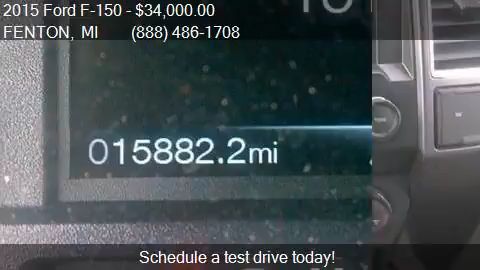 2015 Ford F-150 - $34,000.00
FENTON, MI (888) 486-1708
015882.2mi
Schedule a test drive today!